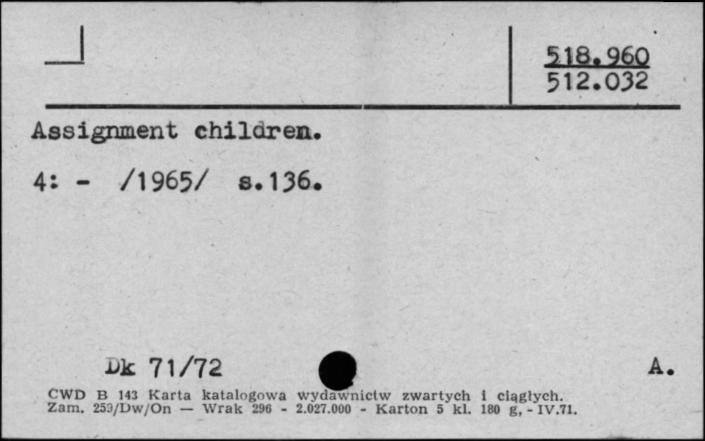 518.960
512.032
Assignment children.
4: - /1965/ s.136.
Dk 71/72 A.
CWD B 143 Karta katalogowa wydawnictw zwartych i ciągłych.
Zam. 259/Dw/On — Wrak 296 - 2.027.000 - Karton 5 kl. 180 g, - IV.71.